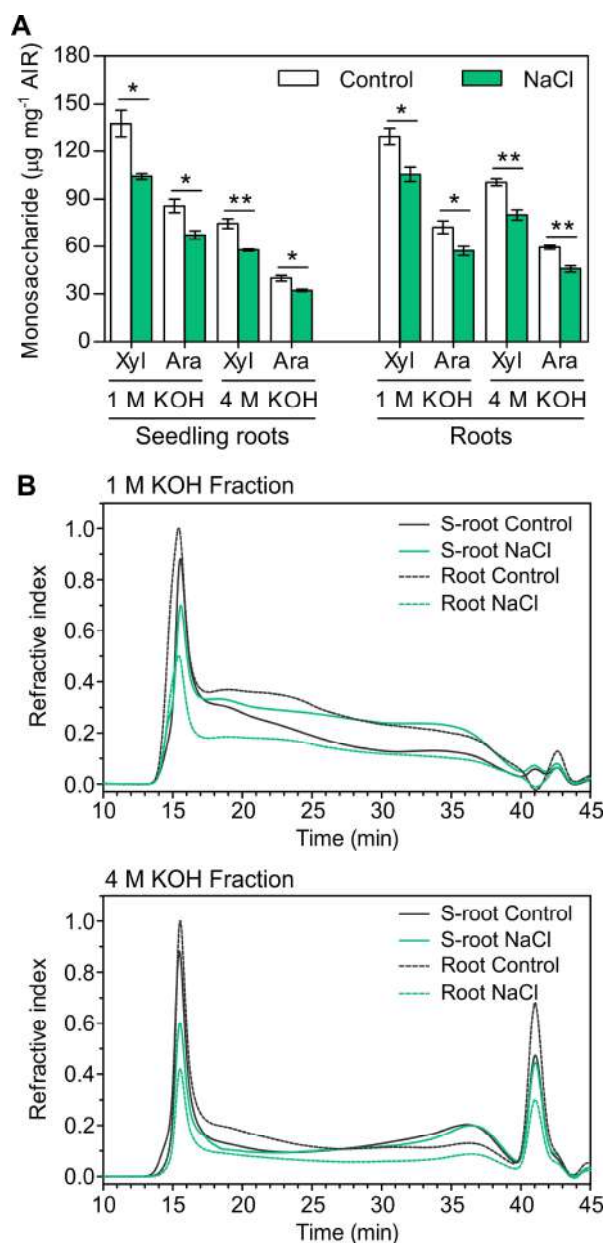 A
Monosaccharide (µg mg⁻¹ AIR)
180
150
120
90
60
30
0
Control NaCl
* * ** * * * ** **
Xyl Ara Xyl Ara Xyl Ara Xyl Ara
1 M KOH 4 M KOH 1 M KOH 4 M KOH
Seedling roots Roots
B
1 M KOH Fraction
Refractive index
1.0
0.8
0.6
0.4
0.2
0.0
S-root Control
S-root NaCl
Root Control
Root NaCl
10 15 20 25 30 35 40 45
Time (min)
4 M KOH Fraction
Refractive index
1.0
0.8
0.6
0.4
0.2
0.0
S-root Control
S-root NaCl
Root Control
Root NaCl
10 15 20 25 30 35 40 45
Time (min)